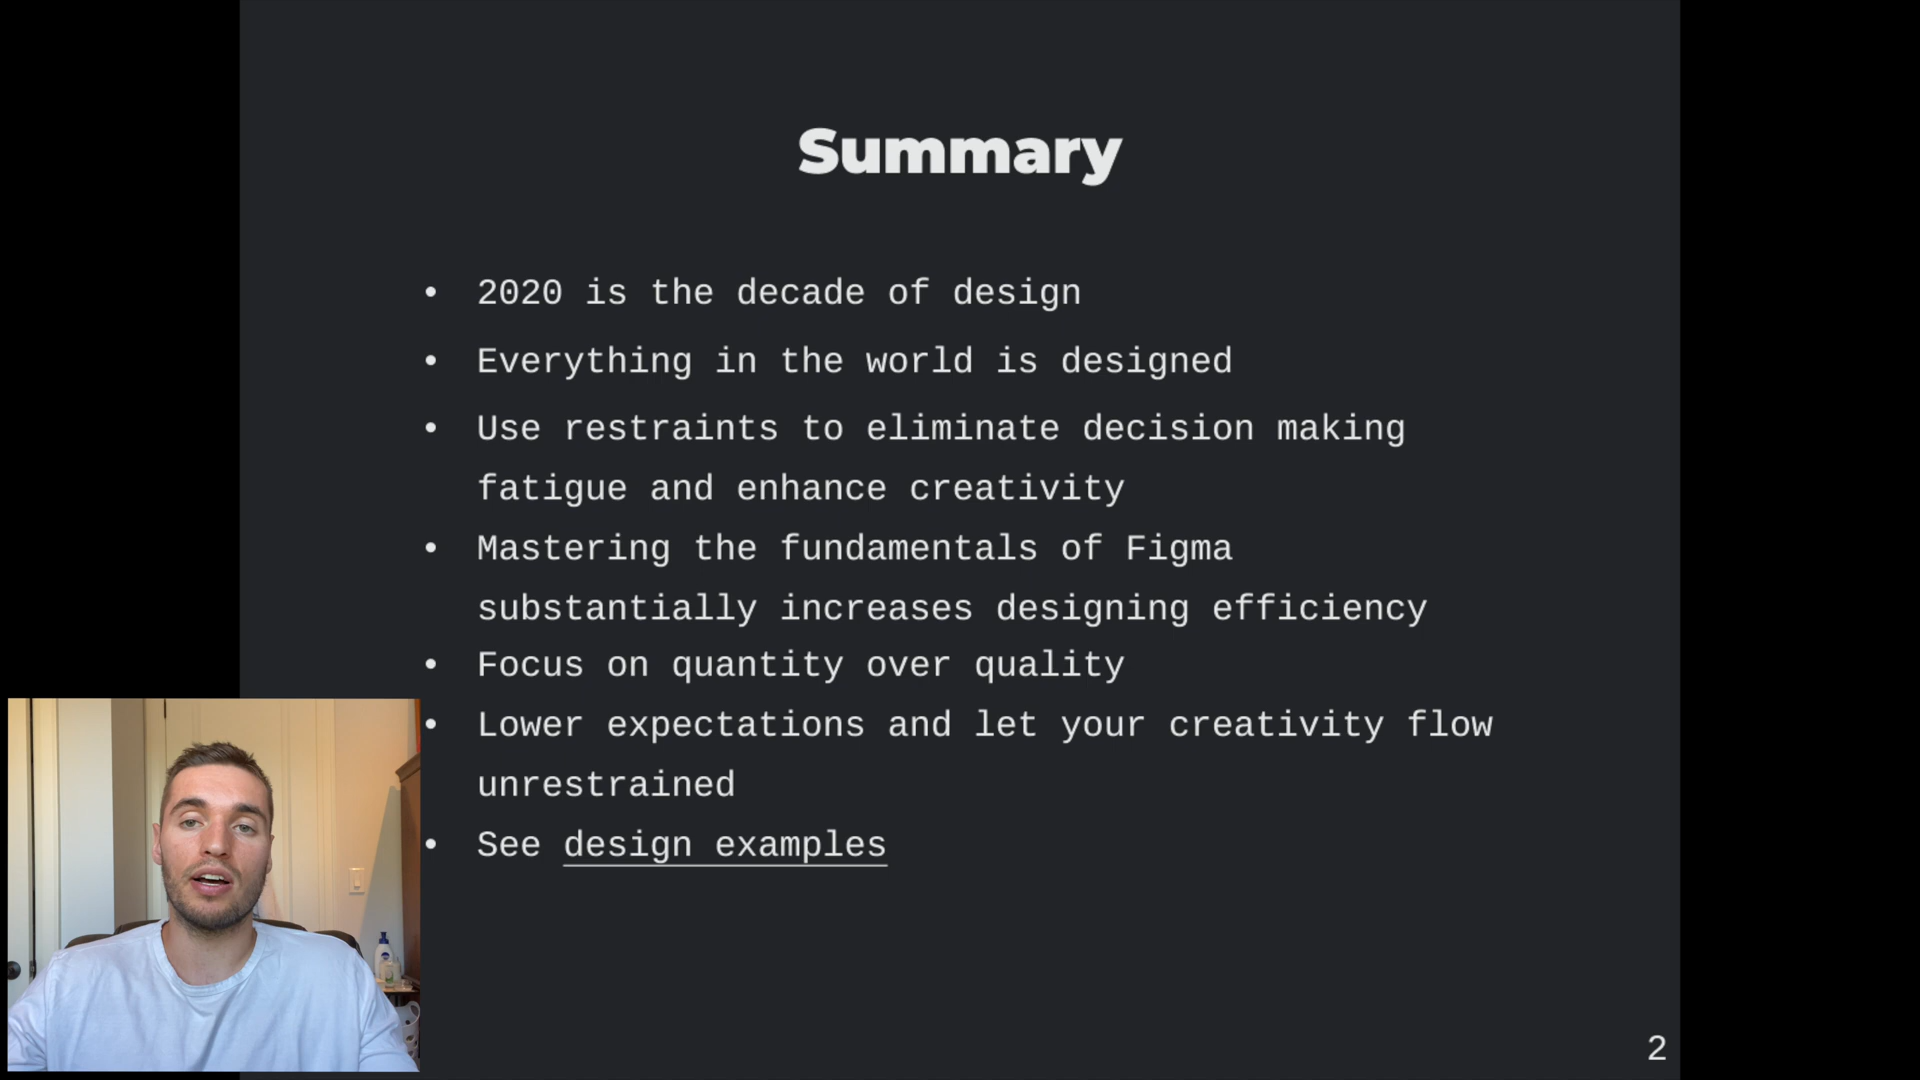 Summary
• 2020 is the decade of design
• Everything in the world is designed
• Use restraints to eliminate decision making
fatigue and enhance creativity
• Mastering the fundamentals of Figma
substantially increases designing efficiency
• Focus on quantity over quality
• Lower expectations and let your creativity flow
unrestrained
• See design examples
2